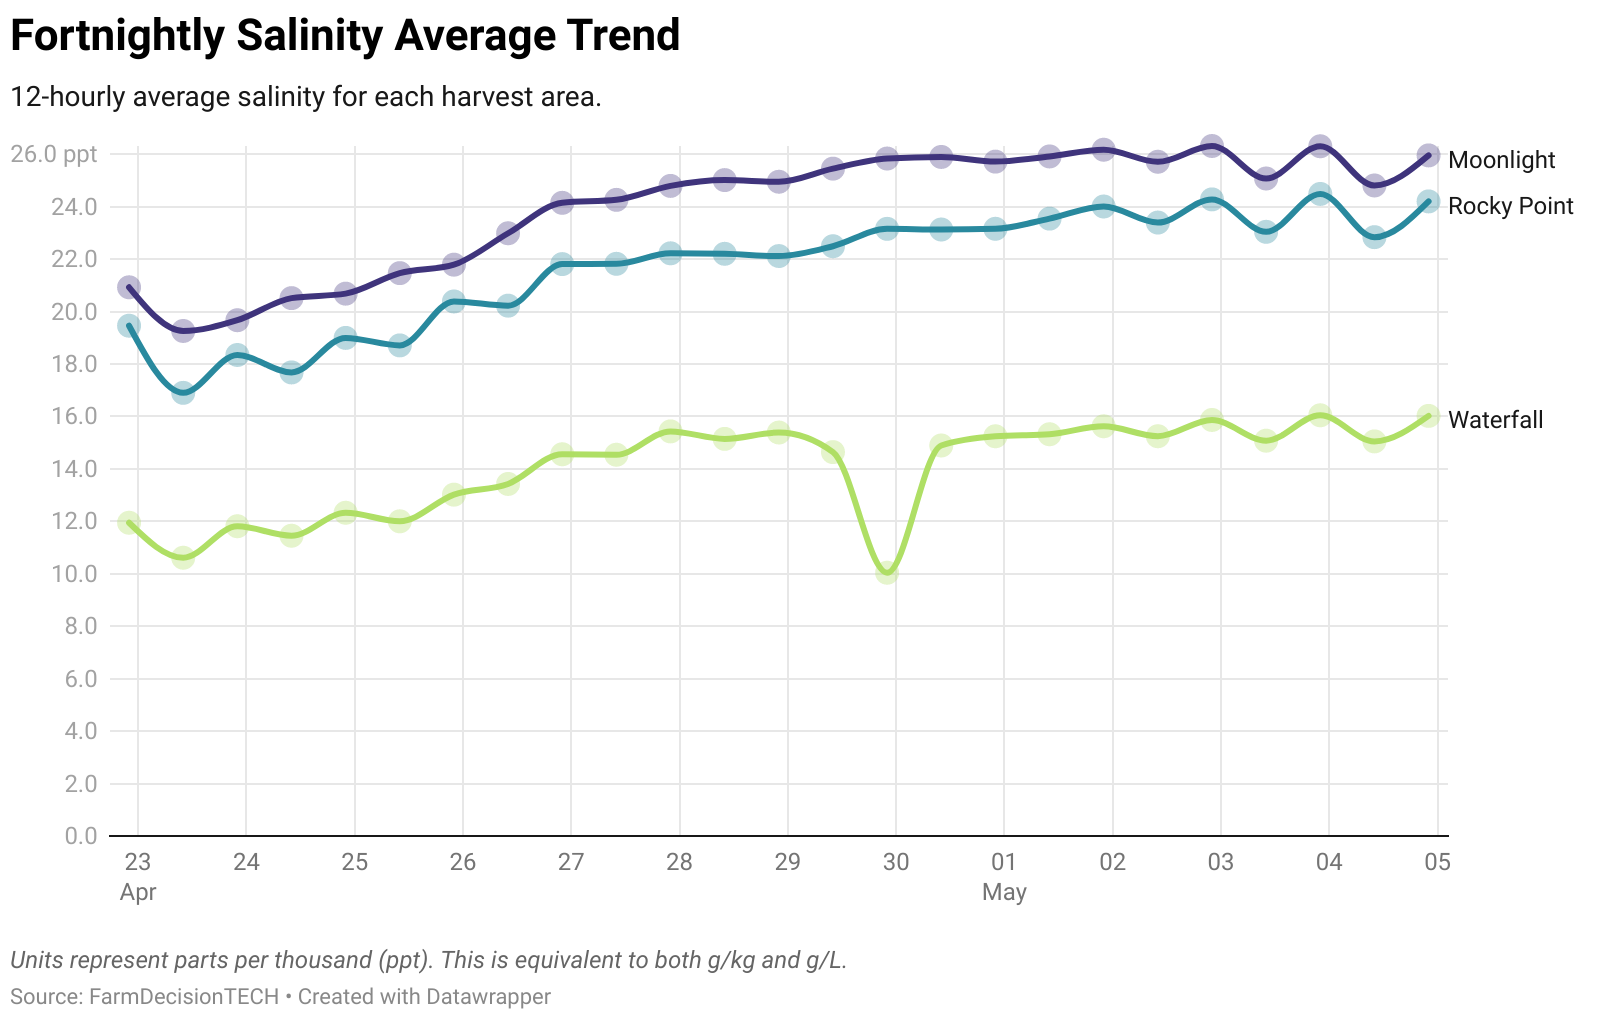 Fortnightly Salinity Average Trend
12-hourly average salinity for each harvest area.
26.0 ppt
24.0
22.0
20.0
18.0
16.0
14.0
12.0
10.0
8.0
6.0
4.0
2.0
0.0
Moonlight
Rocky Point
Waterfall
23 24 25 26 27 28 29 30 01 02 03 04 05
Apr May
Units represent parts per thousand (ppt). This is equivalent to both g/kg and g/L.
Source: FarmDecisionTECH • Created with Datawrapper